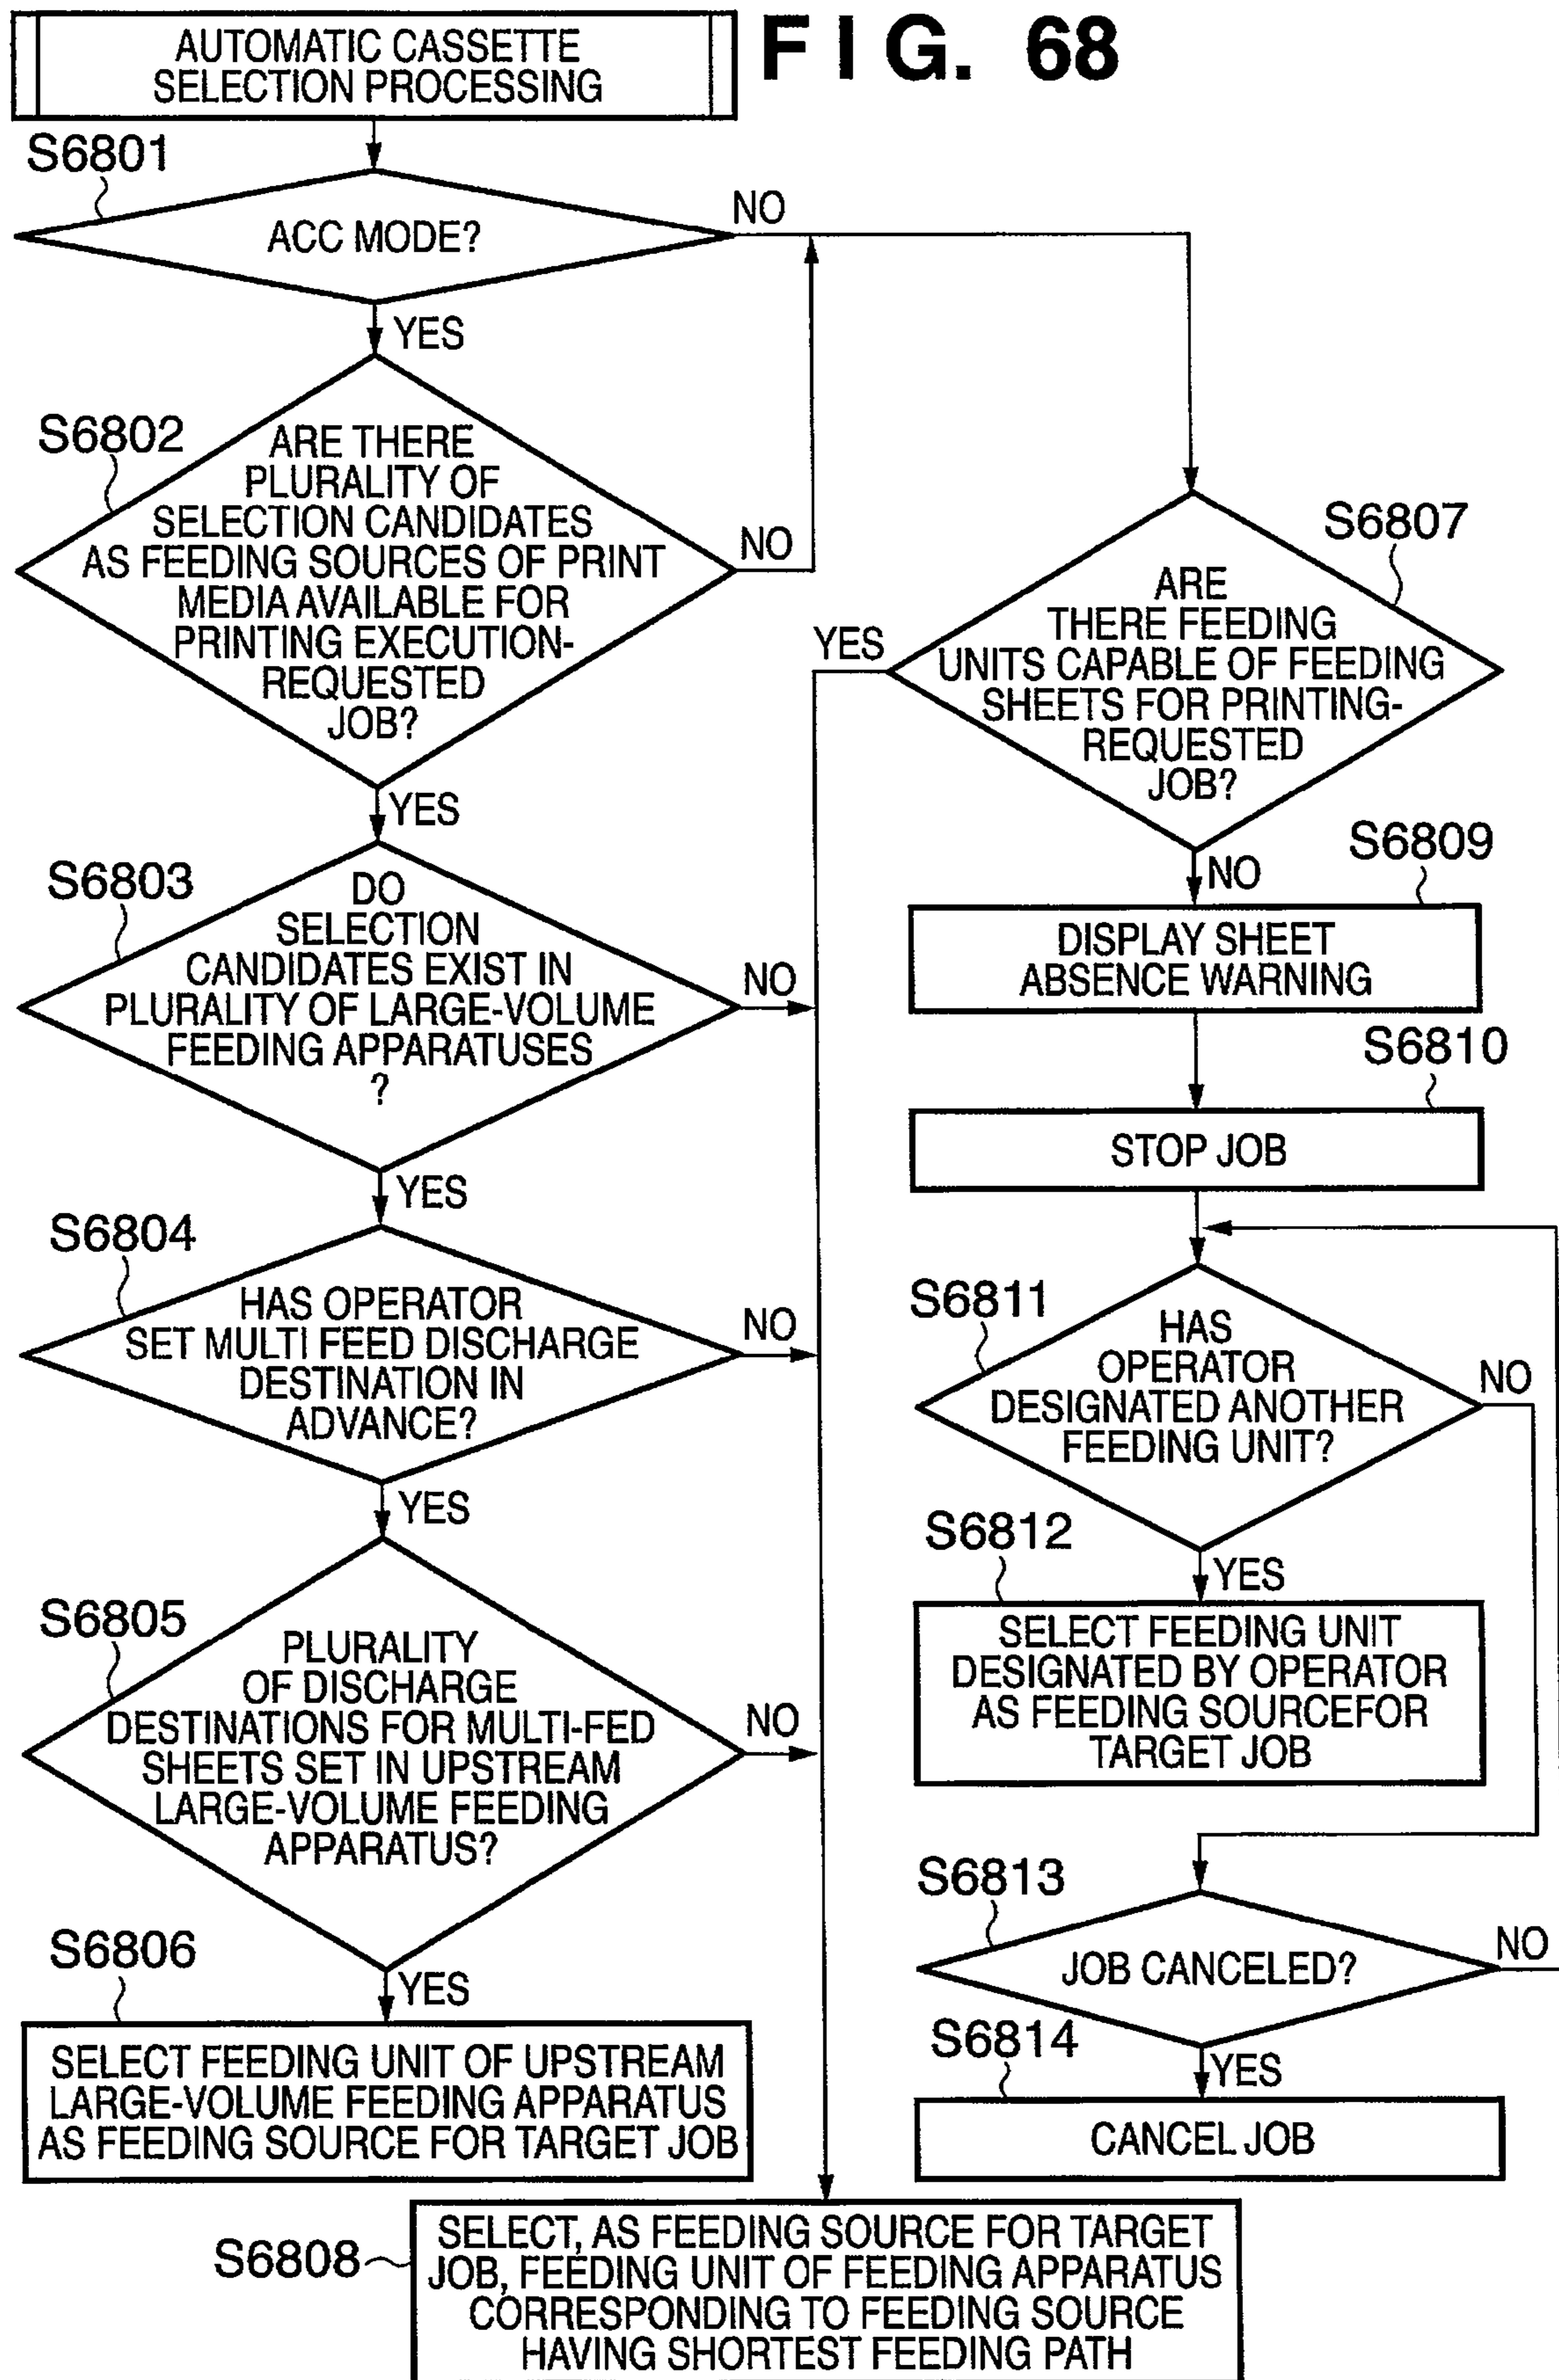 FIG. 68
AUTOMATIC CASSETTE
SELECTION PROCESSING
S6801
ACC MODE?
NO
YES
S6802
ARE THERE
PLURALITY OF
SELECTION CANDIDATES
AS FEEDING SOURCES OF PRINT
MEDIA AVAILABLE FOR
PRINTING EXECUTION-
REQUESTED
JOB?
NO
YES
S6803
DO
SELECTION
CANDIDATES EXIST IN
PLURALITY OF LARGE-VOLUME
FEEDING APPARATUSES
?
NO
YES
S6804
HAS OPERATOR
SET MULTI FEED DISCHARGE
DESTINATION IN
ADVANCE?
NO
YES
S6805
PLURALITY
OF DISCHARGE
DESTINATIONS FOR MULTI-FED
SHEETS SET IN UPSTREAM
LARGE-VOLUME FEEDING
APPARATUS?
NO
YES
S6806
SELECT FEEDING UNIT OF UPSTREAM
LARGE-VOLUME FEEDING APPARATUS
AS FEEDING SOURCE FOR TARGET JOB
S6807
ARE
THERE FEEDING
UNITS CAPABLE OF FEEDING
SHEETS FOR PRINTING-
REQUESTED
JOB?
YES
NO
S6809
DISPLAY SHEET
ABSENCE WARNING
S6810
STOP JOB
S6811
HAS
OPERATOR
DESIGNATED ANOTHER
FEEDING UNIT?
NO
YES
S6812
SELECT FEEDING UNIT
DESIGNATED BY OPERATOR
AS FEEDING SOURCEFOR
TARGET JOB
S6813
JOB CANCELED?
NO
YES
S6814
CANCEL JOB
S6808
SELECT, AS FEEDING SOURCE FOR TARGET
JOB, FEEDING UNIT OF FEEDING APPARATUS
CORRESPONDING TO FEEDING SOURCE
HAVING SHORTEST FEEDING PATH